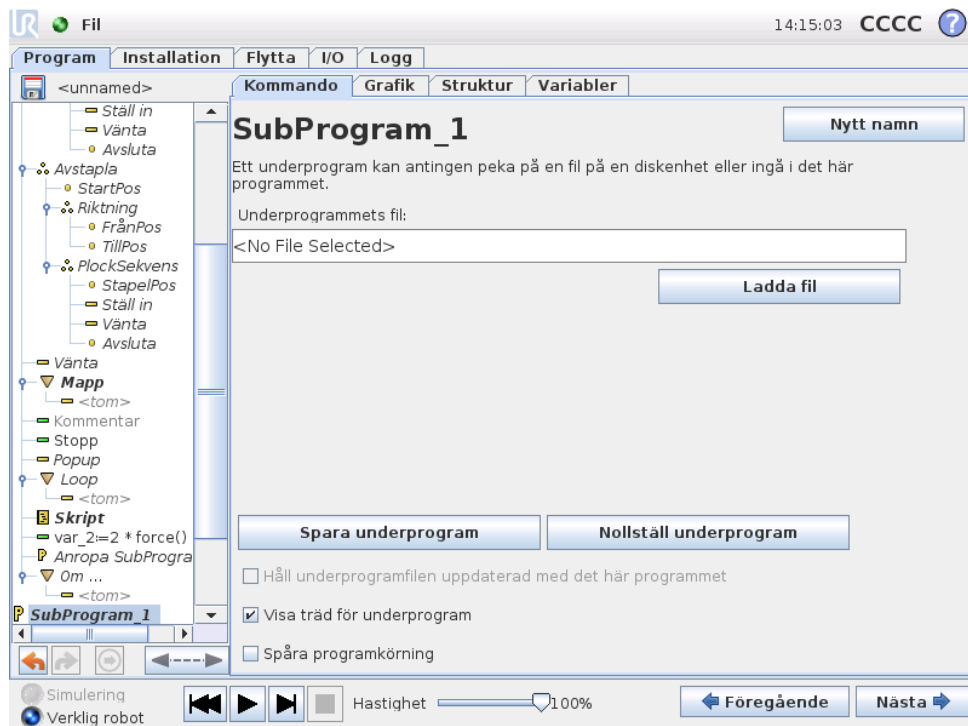 UR Fil 14:15:03 CCCC ?
Program Installation Flytta I/O Logg
<unnamed>
Kommando Grafik Struktur Variabler
Ställ in
Vänta
Avsluta
Avstapla
StartPos
Riktning
FrånPos
TillPos
PlockSekvens
StapelPos
Ställ in
Vänta
Avsluta
Vänta
Mapp
<tom>
Kommentar
Stopp
Popup
Loop
<tom>
Skript
var_2:=2 * force()
Anropa SubProgra
Om ...
<tom>
SubProgram_1
SubProgram_1
Nytt namn
Ett underprogram kan antingen peka på en fil på en diskenhet eller ingå i det här
programmet.
Underprogrammets fil:
<No File Selected>
Ladda fil
Spara underprogram Nollställ underprogram
Håll underprogramfilen uppdaterad med det här programmet
Visa träd för underprogram
Spåra programkörning
Simulering
Verklig robot
Hastighet 100%
Föregående Nästa